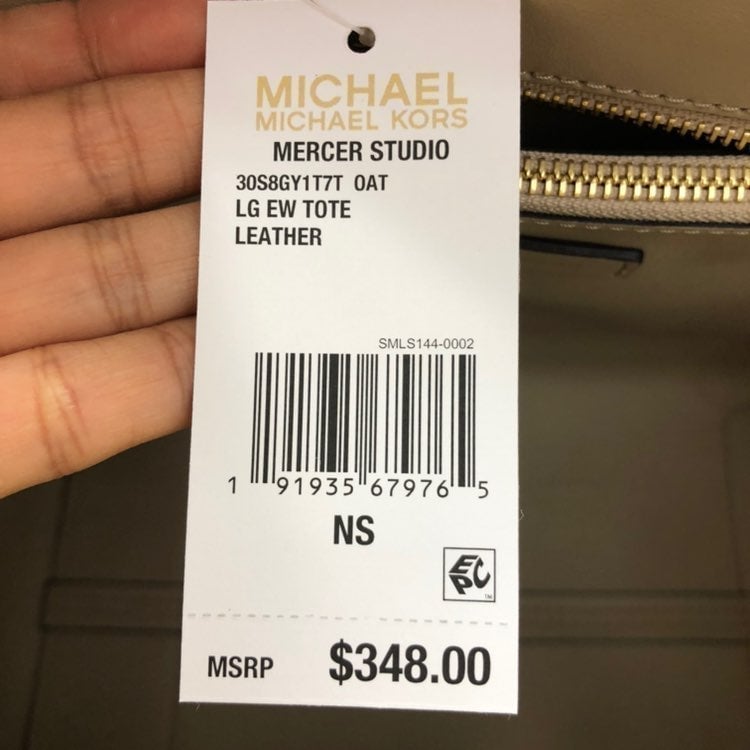 MICHAEL
MICHAEL KORS
MERCER STUDIO
30S8GY1T7T OAT
LG EW TOTE
LEATHER
SMLS144-0002
1 91935 67976 5
NS
EPC
TM
MSRP $348.00